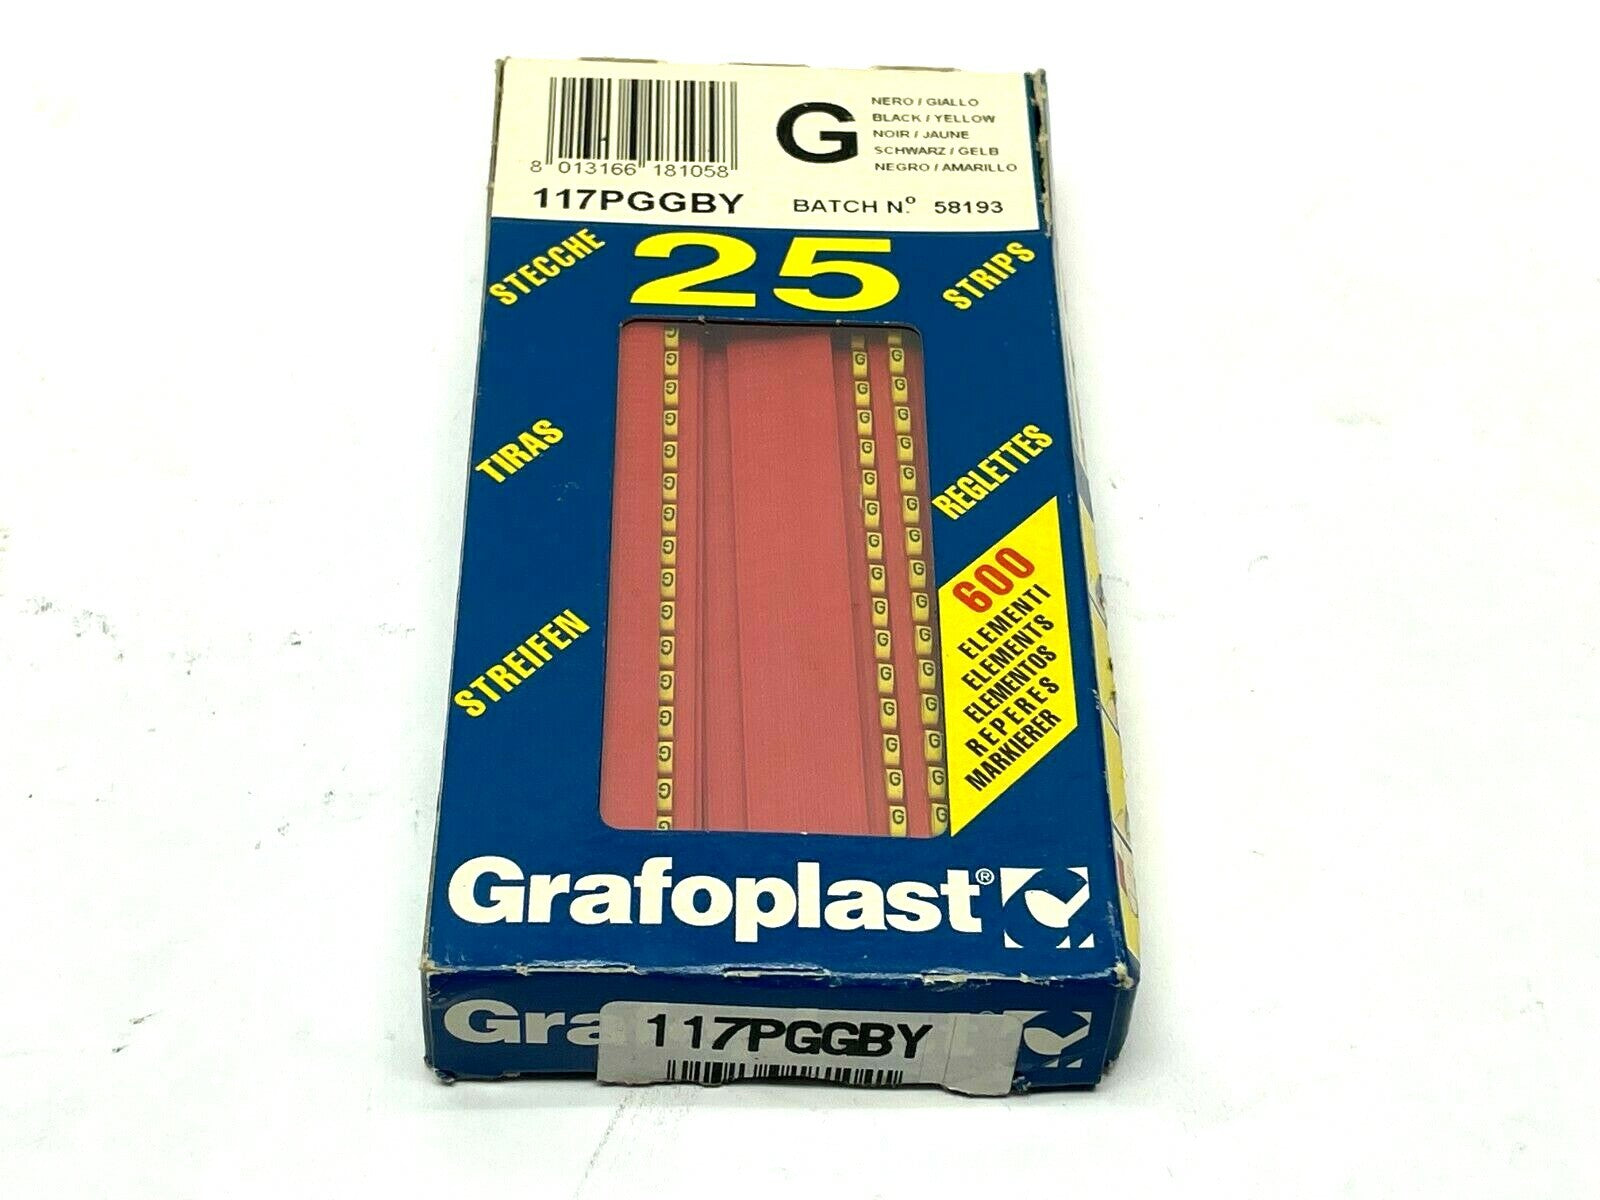 8 013166 181058
G
NERO / GIALLO
BLACK / YELLOW
NOIR / JAUNE
SCHWARZ / GELB
NEGRO / AMARILLO
117PGGBY
BATCH N.º 58193
STECCHE
25
STRIPS
TIRAS
REGLETTES
STREIFEN
600
ELEMENTI
ELEMENTS
ELEMENTOS
REPERES
MARKIERER
Grafoplast®
117PGGBY